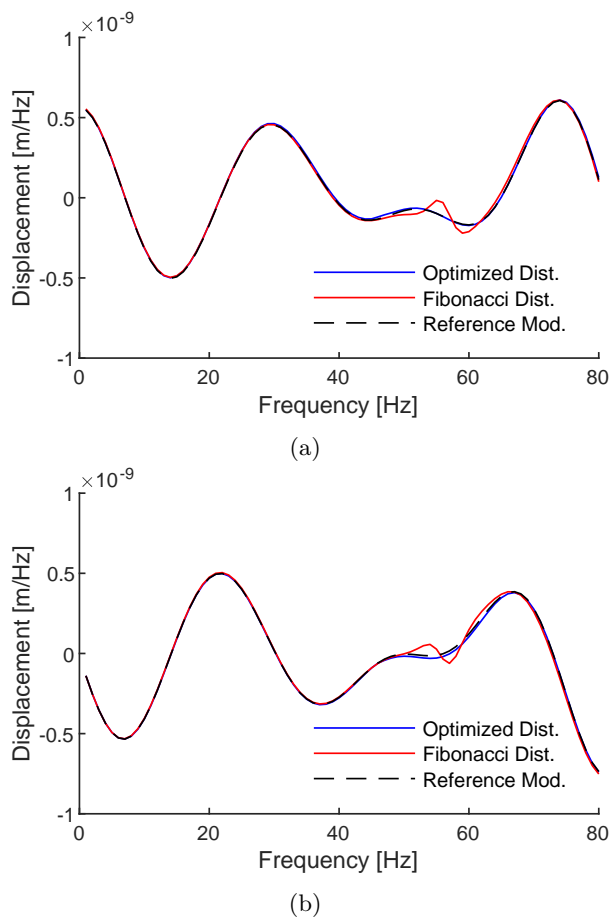 ×10⁻⁹
1
0.5
0
-0.5
-1
Displacement [m/Hz]
Optimized Dist.
Fibonacci Dist.
Reference Mod.
0 20 40 60 80
Frequency [Hz]
(a)
×10⁻⁹
1
0.5
0
-0.5
-1
Displacement [m/Hz]
Optimized Dist.
Fibonacci Dist.
Reference Mod.
0 20 40 60 80
Frequency [Hz]
(b)